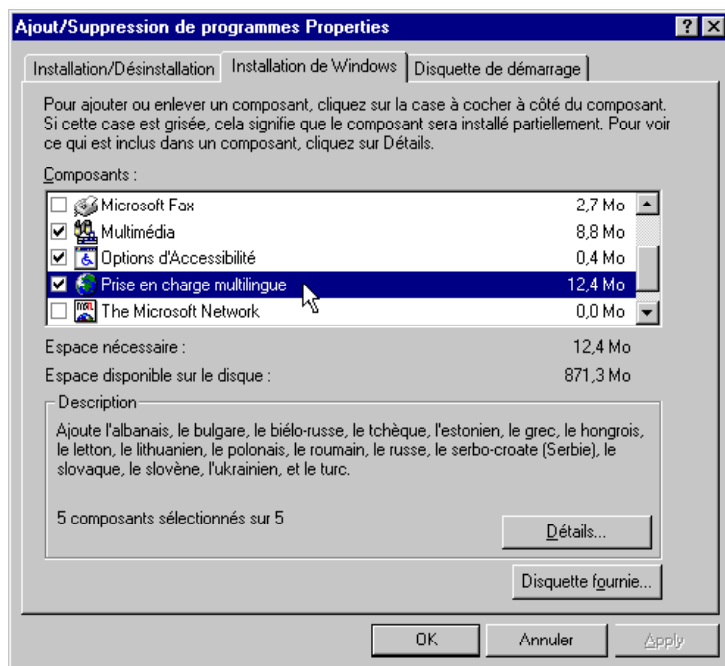 Ajout/Suppression de programmes Properties
Installation/Désinstallation Installation de Windows Disquette de démarrage
Pour ajouter ou enlever un composant, cliquez sur la case à cocher à côté du composant.
Si cette case est grisée, cela signifie que le composant sera installé partiellement. Pour voir
ce qui est inclus dans un composant, cliquez sur Détails.
Composants :
Microsoft Fax 2,7 Mo
Multimédia 8,8 Mo
Options d'Accessibilité 0,4 Mo
Prise en charge multilingue 12,4 Mo
The Microsoft Network 0,0 Mo
Espace nécessaire : 12,4 Mo
Espace disponible sur le disque : 871,3 Mo
Description
Ajoute l'albanais, le bulgare, le biélo-russe, le tchèque, l'estonien, le grec, le hongrois,
le letton, le lithuanien, le polonais, le roumain, le russe, le serbo-croate (Serbie), le
slovaque, le slovène, l'ukrainien, et le turc.
5 composants sélectionnés sur 5
Détails...
Disquette fournie...
OK Annuler Apply